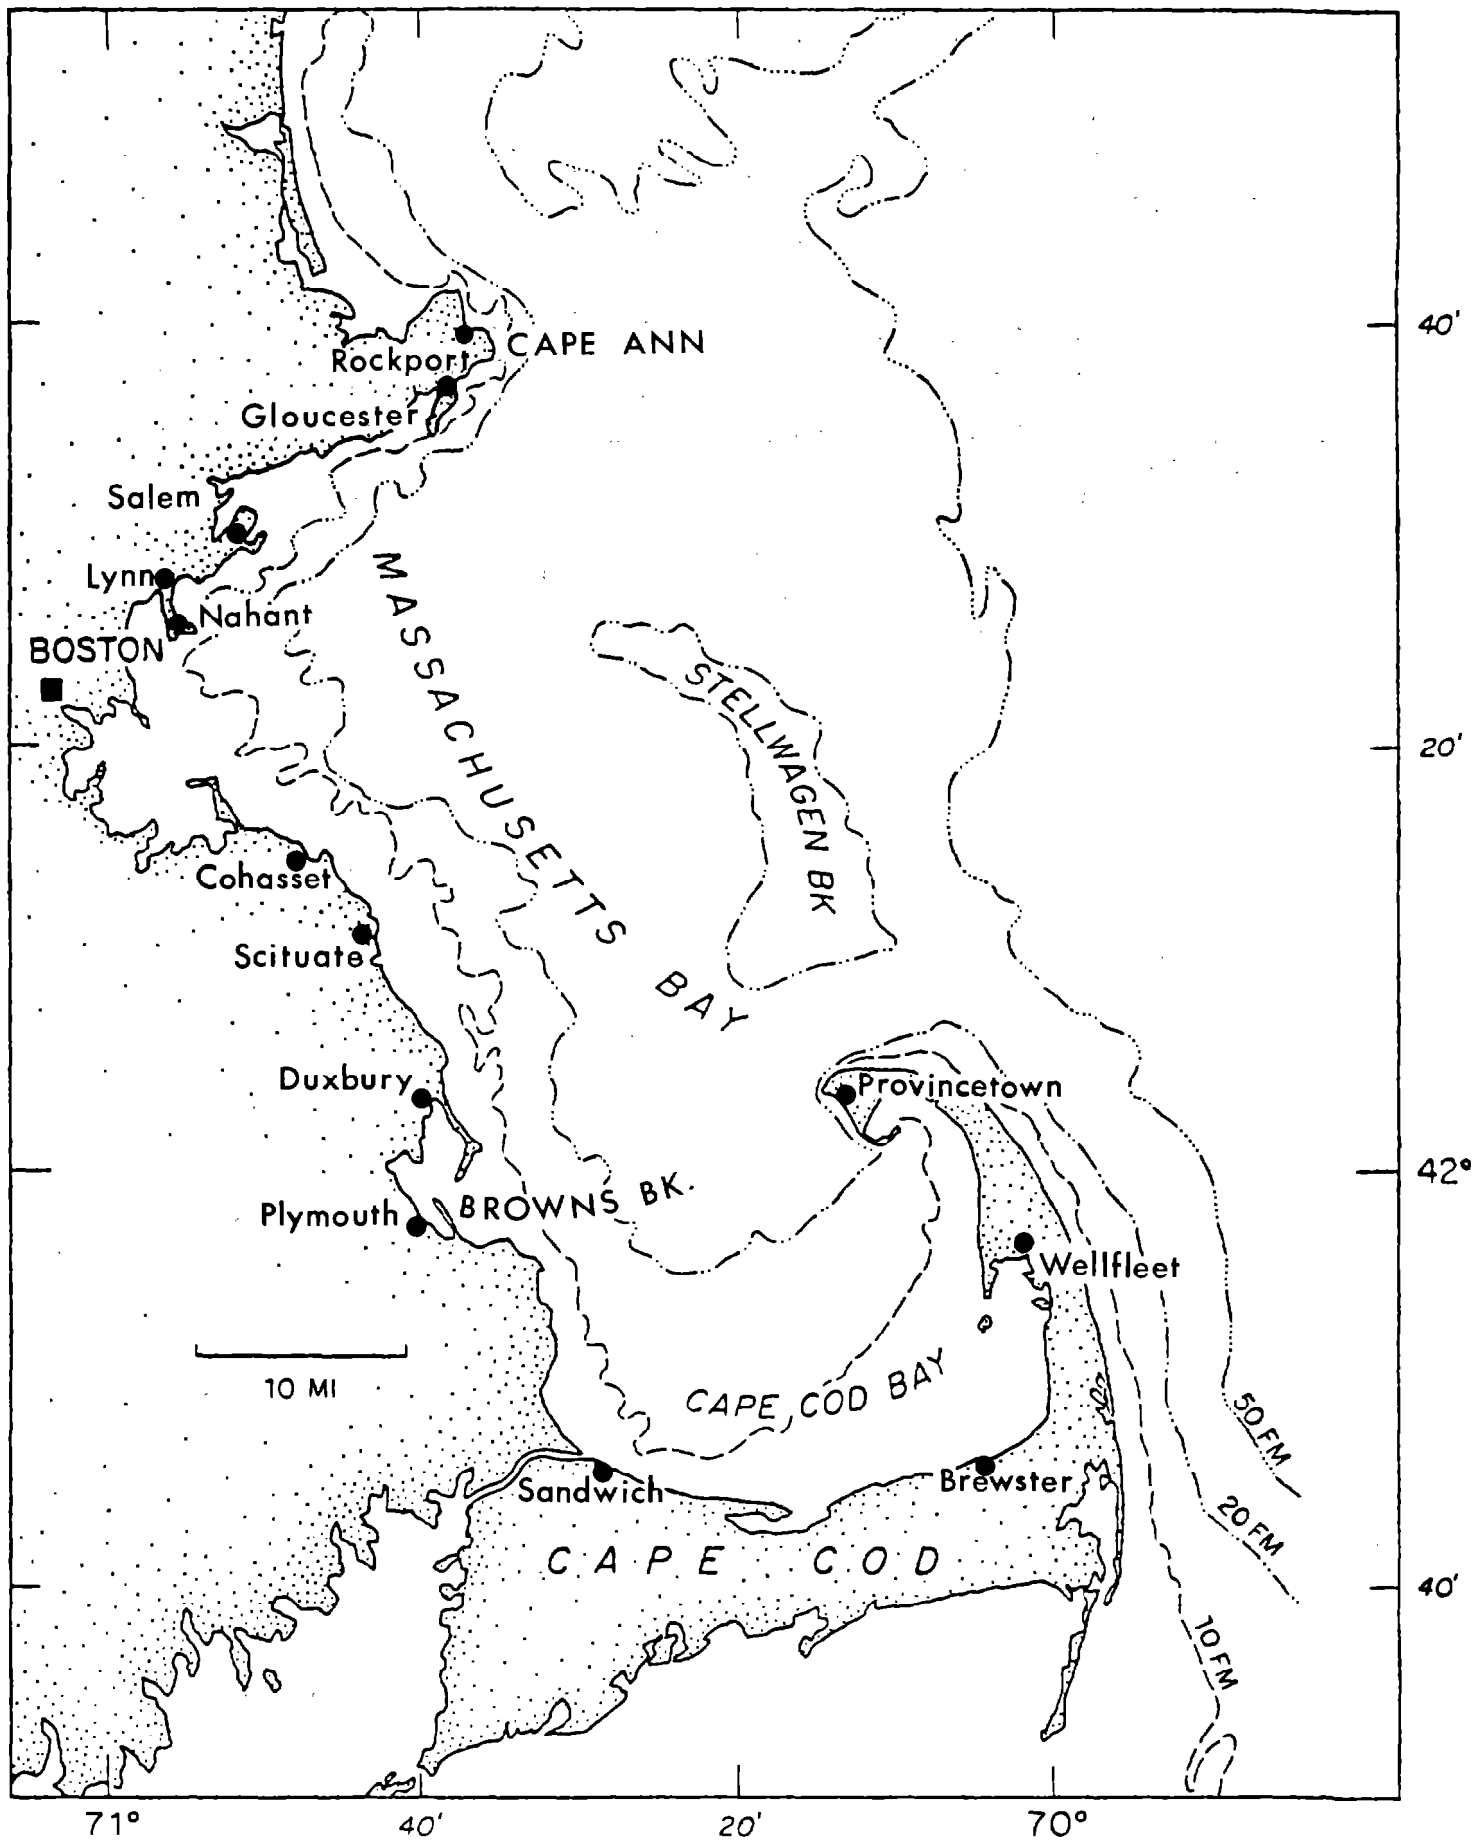 40'
CAPE ANN
Rockport
Gloucester
Salem
Lynn
Nahant
BOSTON
MASSACHUSETTS BAY
STELLWAGEN BK
20'
Cohasset
Scituate
Duxbury
Provincetown
42°
BROWNS BK.
Plymouth
Wellfleet
10 MI
CAPE COD BAY
50 FM
Sandwich
Brewster
20 FM
CAPE COD
40'
10 FM
71°
40'
20'
70°